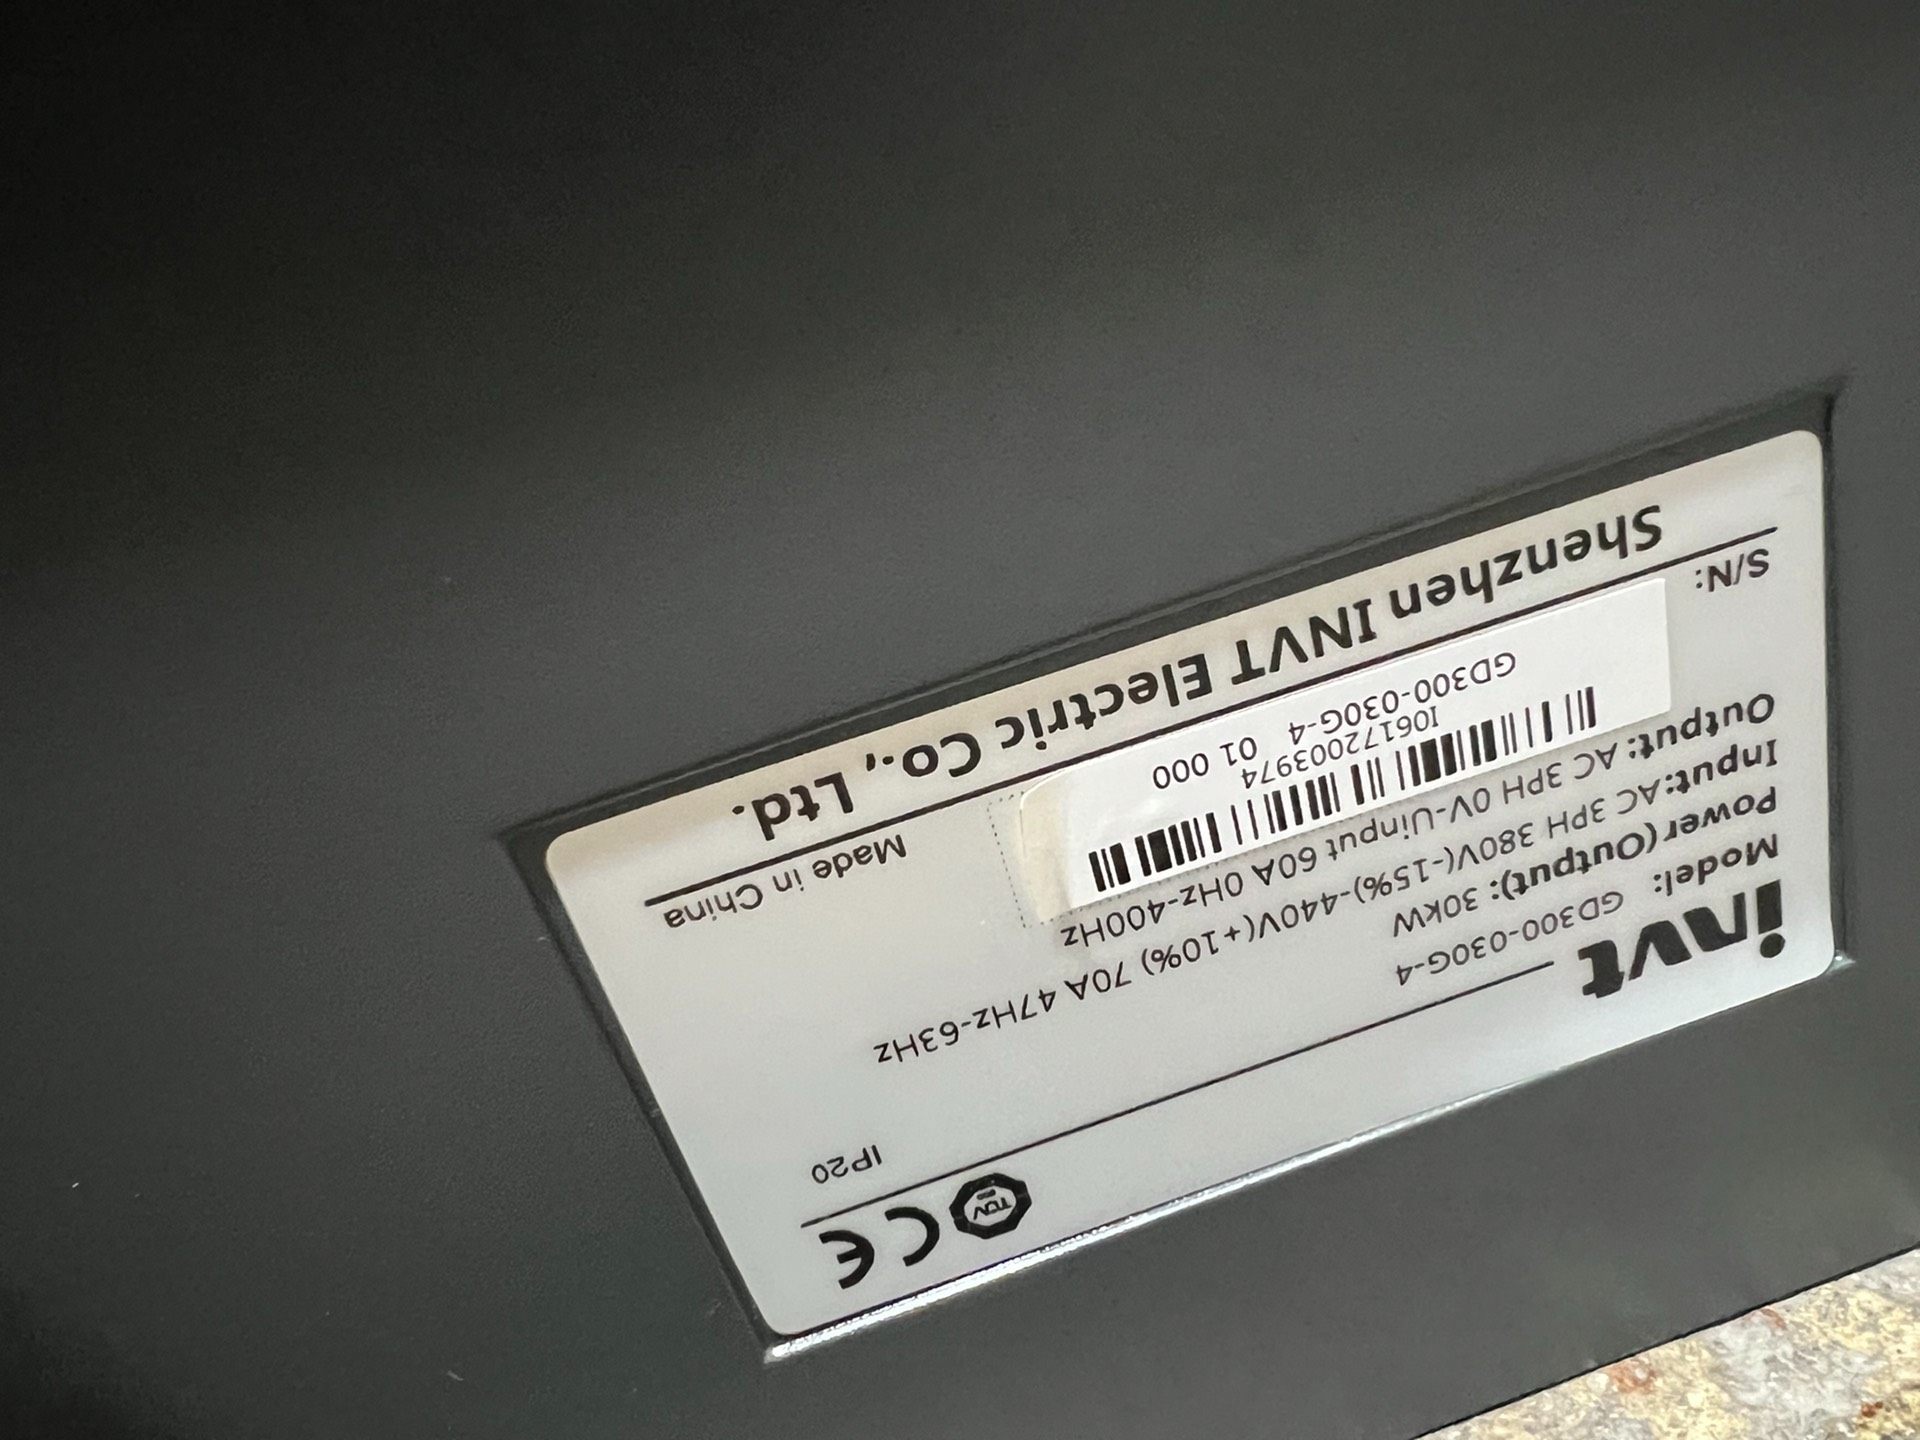 invt
TÜV
CE
Model: GD300-030G-4
IP20
Power(Output): 30kW
Input: AC 3PH 380V(-15%)-440V(+10%) 70A 47Hz-63Hz
Output: AC 3PH 0V-Uinput 60A 0Hz-400Hz
I06172003974
GD300-030G-4 01 000
S/N:
Made in China
Shenzhen INVT Electric Co., Ltd.